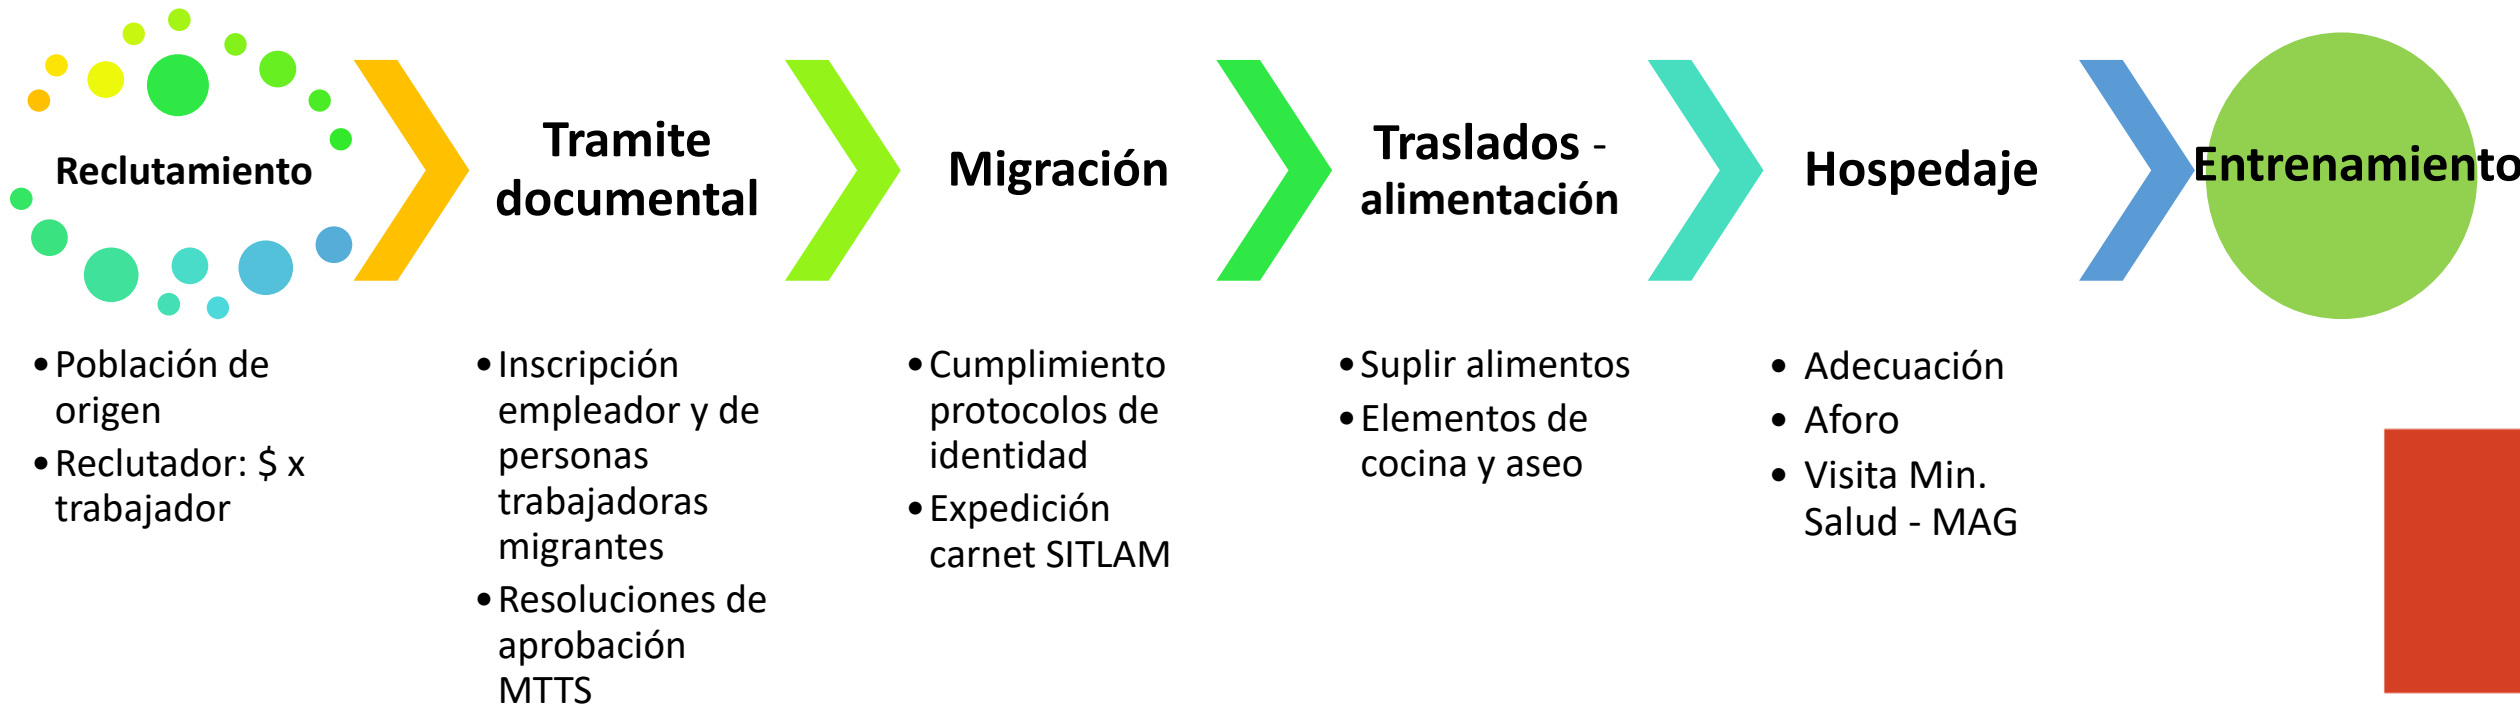 Reclutamiento
• Población de
origen
• Reclutador: $ x
trabajador
Tramite
documental
• Inscripción
empleador y de
personas
trabajadoras
migrantes
• Resoluciones de
aprobación
MTTS
Migración
• Cumplimiento
protocolos de
identidad
• Expedición
carnet SITLAM
Traslados -
alimentación
• Suplir alimentos
• Elementos de
cocina y aseo
Hospedaje
• Adecuación
• Aforo
• Visita Min.
Salud - MAG
Entrenamiento